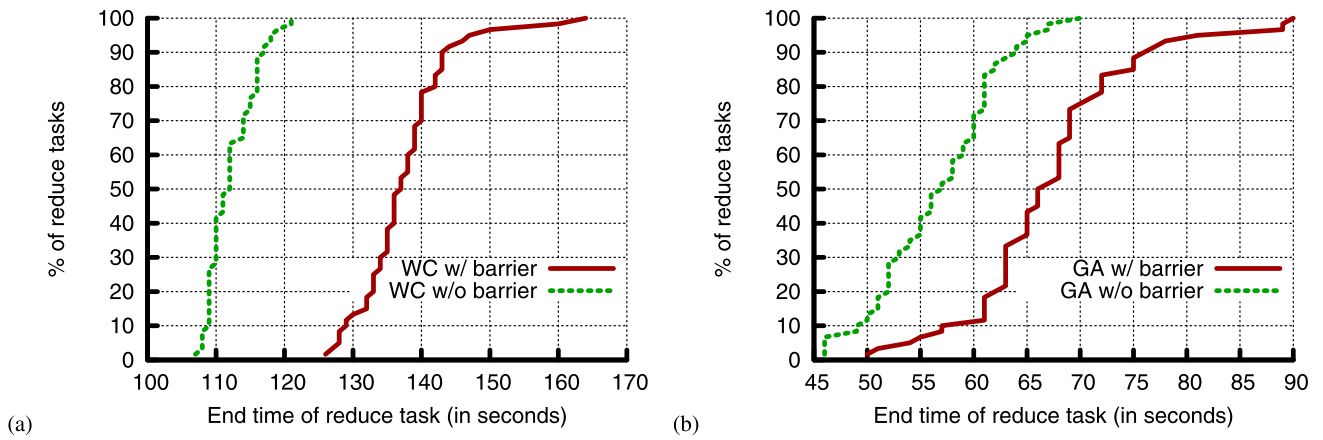 100
90
80
70
60
50
40
30
20
10
0
% of reduce tasks
WC w/ barrier
WC w/o barrier
100 110 120 130 140 150 160 170
End time of reduce task (in seconds)
(a)
100
90
80
70
60
50
40
30
20
10
0
% of reduce tasks
GA w/ barrier
GA w/o barrier
45 50 55 60 65 70 75 80 85 90
End time of reduce task (in seconds)
(b)